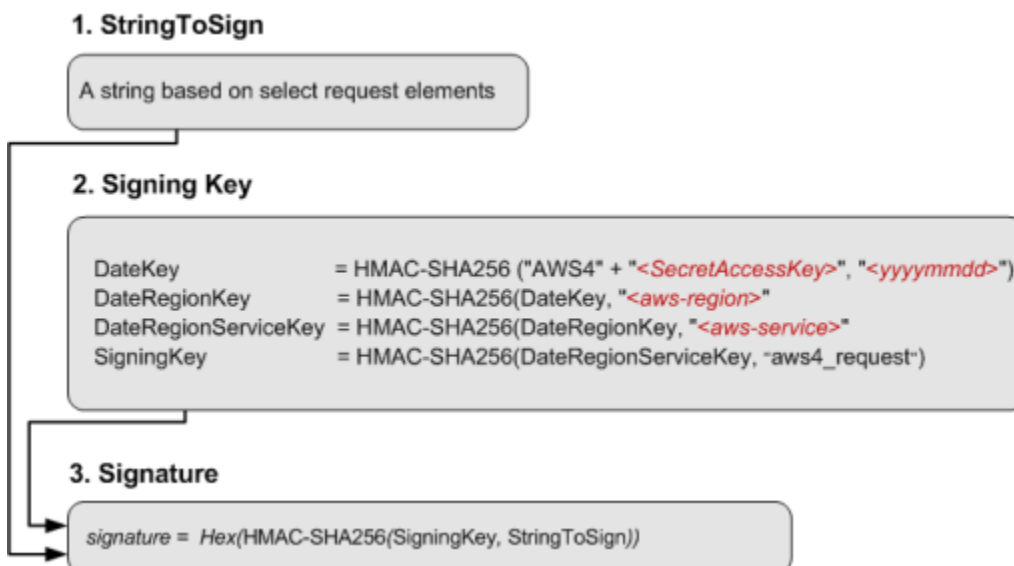 1. StringToSign
A string based on select request elements
2. Signing Key
DateKey = HMAC-SHA256 ("AWS4" + "<SecretAccessKey>", "<yyyymmdd>")
DateRegionKey = HMAC-SHA256(DateKey, "<aws-region>"
DateRegionServiceKey = HMAC-SHA256(DateRegionKey, "<aws-service>"
SigningKey = HMAC-SHA256(DateRegionServiceKey, "aws4_request")
3. Signature
signature = Hex(HMAC-SHA256(SigningKey, StringToSign))